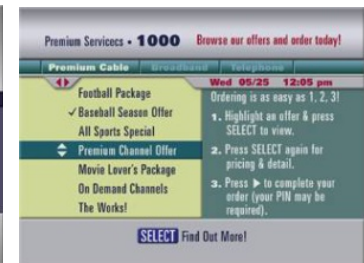 Premium Servicecs • 1000 Browse our offers and order today!
Premium Cable Broadband Telephone
Wed 05/25 12:05 pm
Football Package
✓ Baseball Season Offer
All Sports Special
Premium Channel Offer
Movie Lover's Package
On Demand Channels
The Works!
Ordering is as easy as 1, 2, 3!
1. Highlight an offer & press
SELECT to view.
2. Press SELECT again for
pricing & detail.
3. Press ▶ to complete your
order (your PIN may be
required).
SELECT Find Out More!